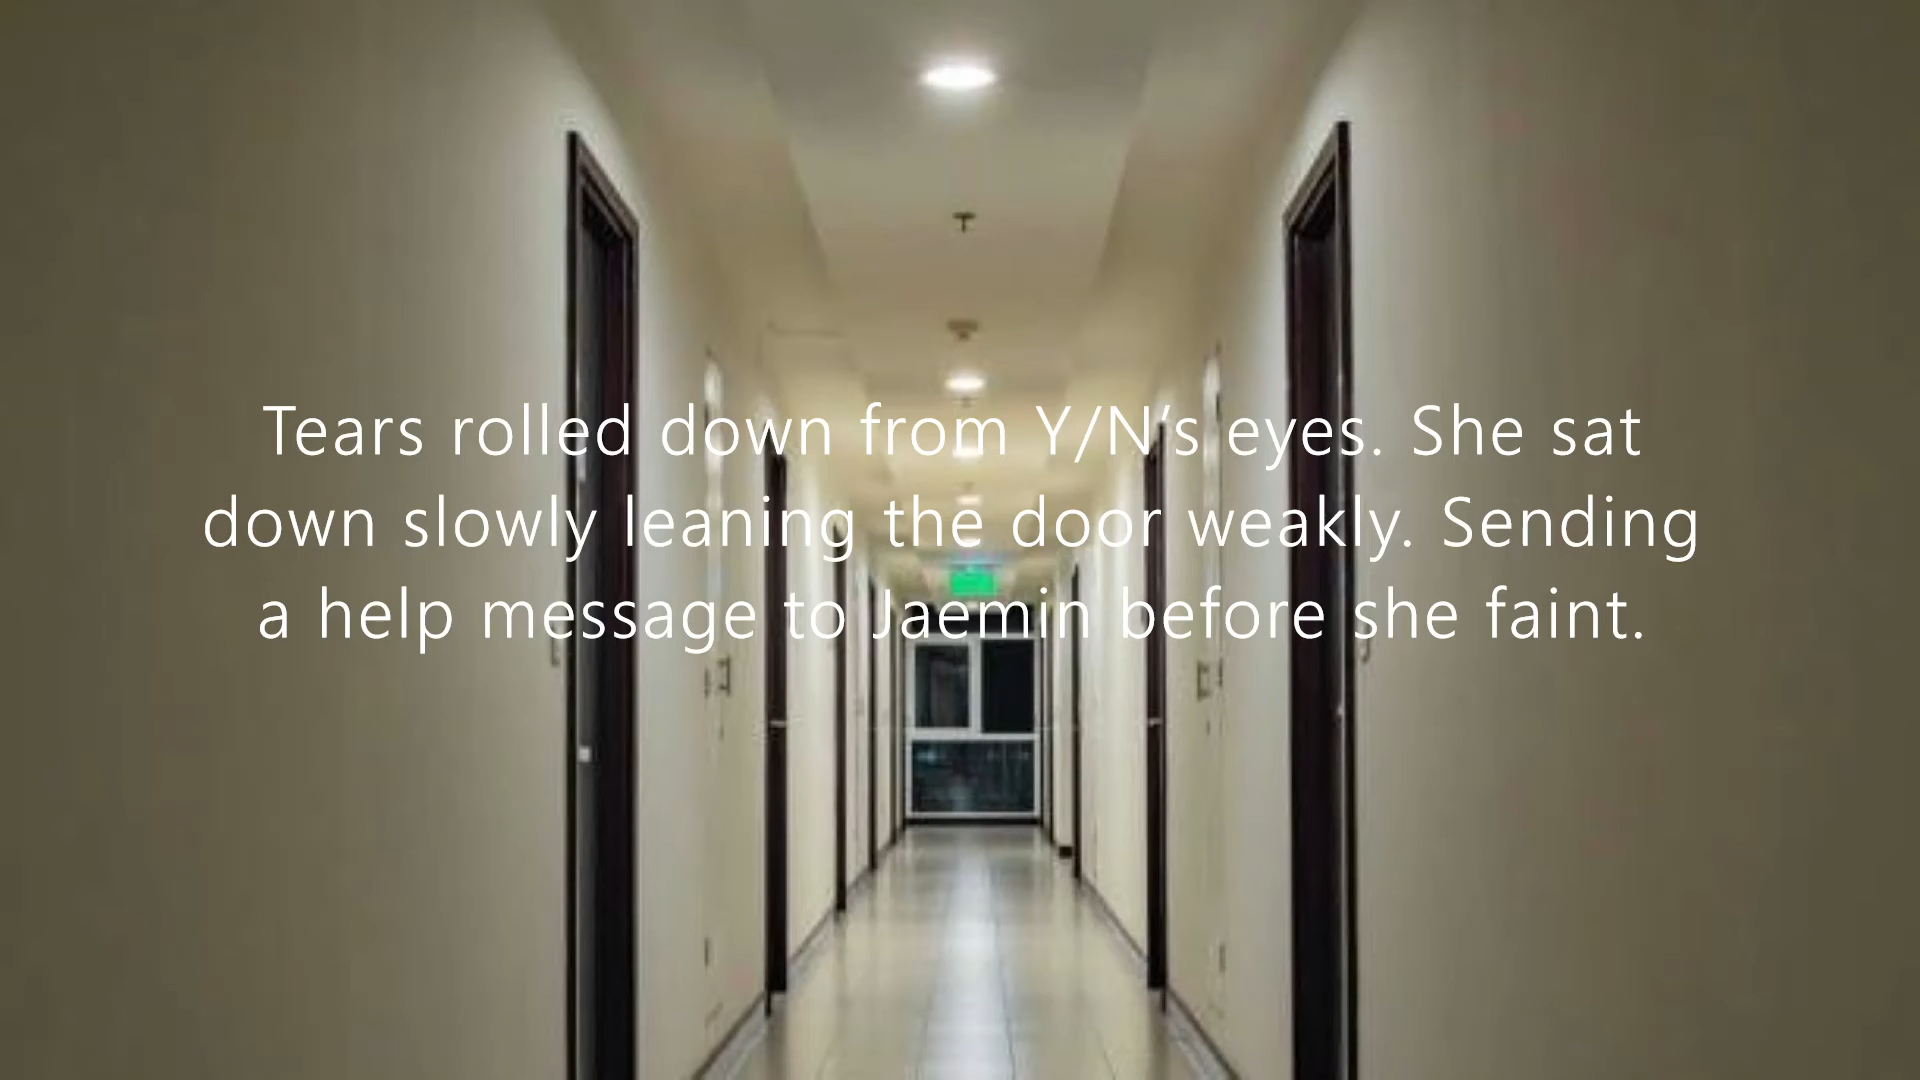 Tears rolled down from Y/N's eyes. She sat
down slowly leaning the door weakly. Sending
a help message to Jaemin before she faint.